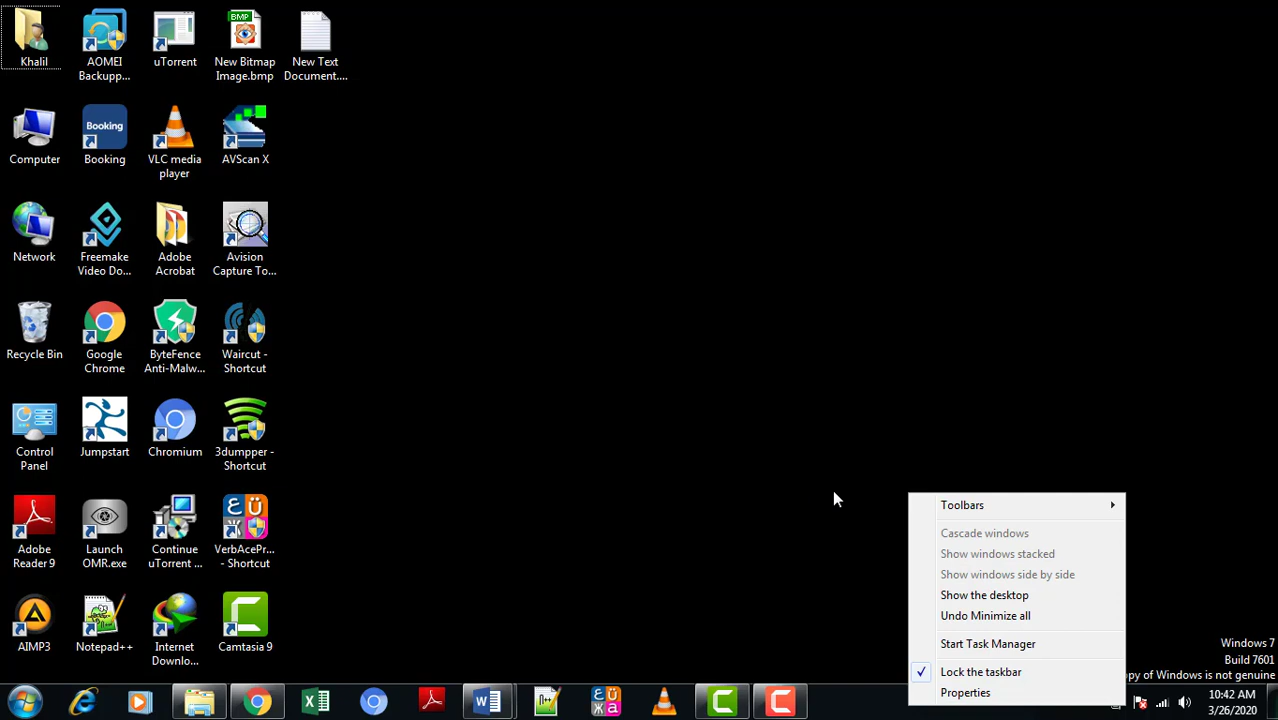 Khalil
AOMEI
Backupp...
uTorrent
BMP
New Bitmap
Image.bmp
New Text
Document....
Computer
Booking
Booking
VLC media
player
AVScan X
Network
Freemake
Video Do...
Adobe
Acrobat
Avision
Capture To...
Recycle Bin
Google
Chrome
ByteFence
Anti-Malw...
Waircut -
Shortcut
Control
Panel
Jumpstart
Chromium
3dumpper -
Shortcut
Adobe
Reader 9
Launch
OMR.exe
Continue
uTorrent ...
VerbAcePr...
- Shortcut
AIMP3
Notepad++
Internet
Downlo...
Camtasia 9
Toolbars
Cascade windows
Show windows stacked
Show windows side by side
Show the desktop
Undo Minimize all
Start Task Manager
Lock the taskbar
Properties
Windows 7
Build 7601
py of Windows is not genuine
10:42 AM
3/26/2020